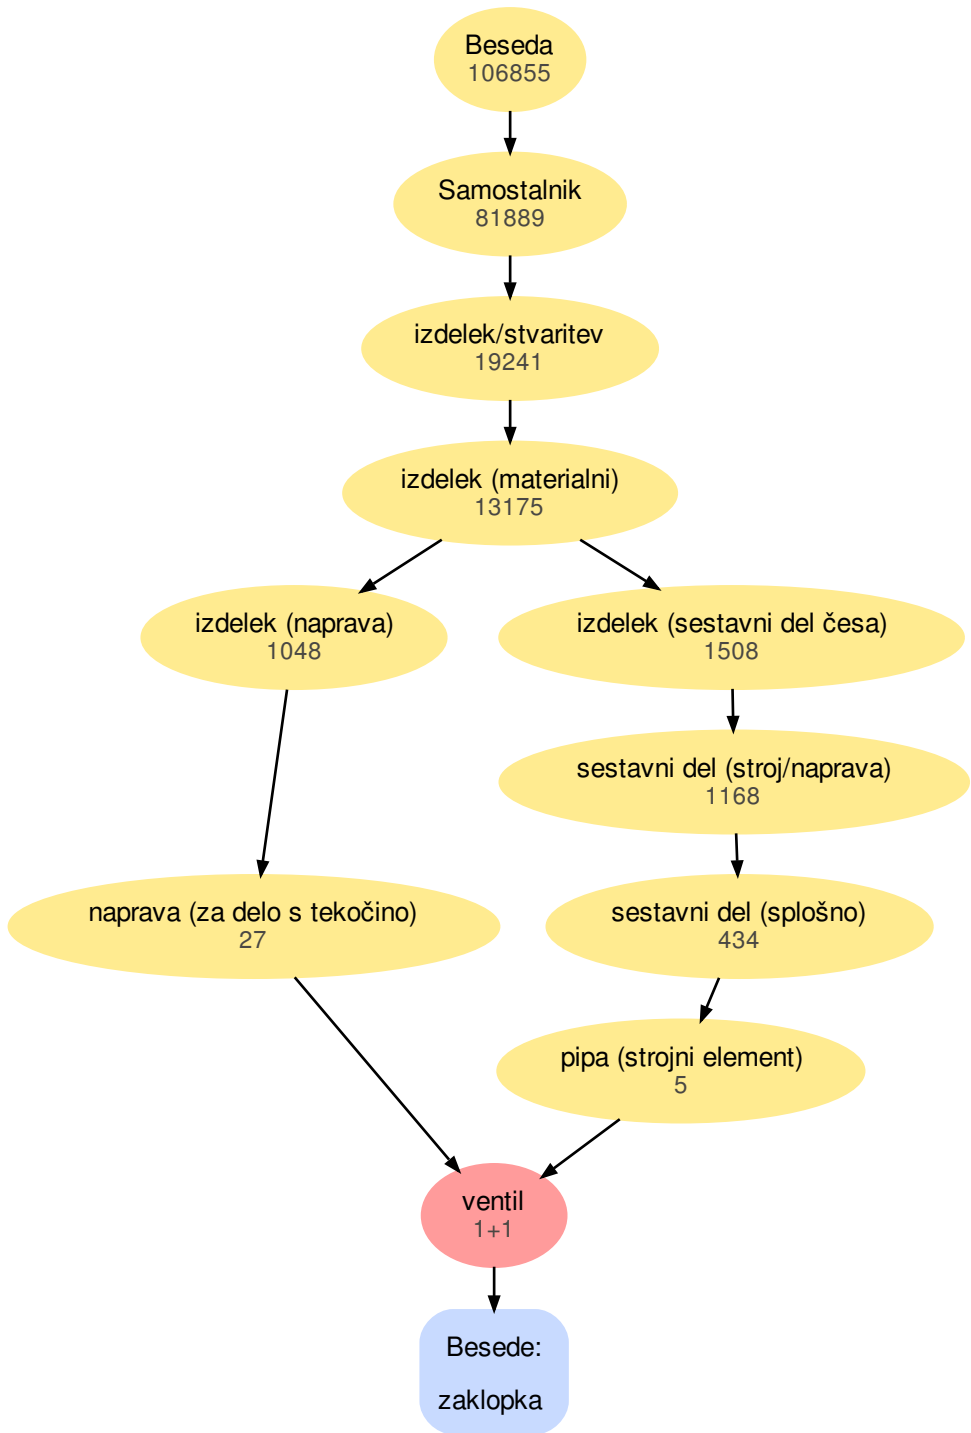 Beseda
106855
Samostalnik
81889
izdelek/stvaritev
19241
izdelek (materialni)
13175
izdelek (naprava)
1048
izdelek (sestavni del česa)
1508
sestavni del (stroj/naprava)
1168
naprava (za delo s tekočino)
27
sestavni del (splošno)
434
pipa (strojni element)
5
ventil
1+1
Besede:
zaklopka